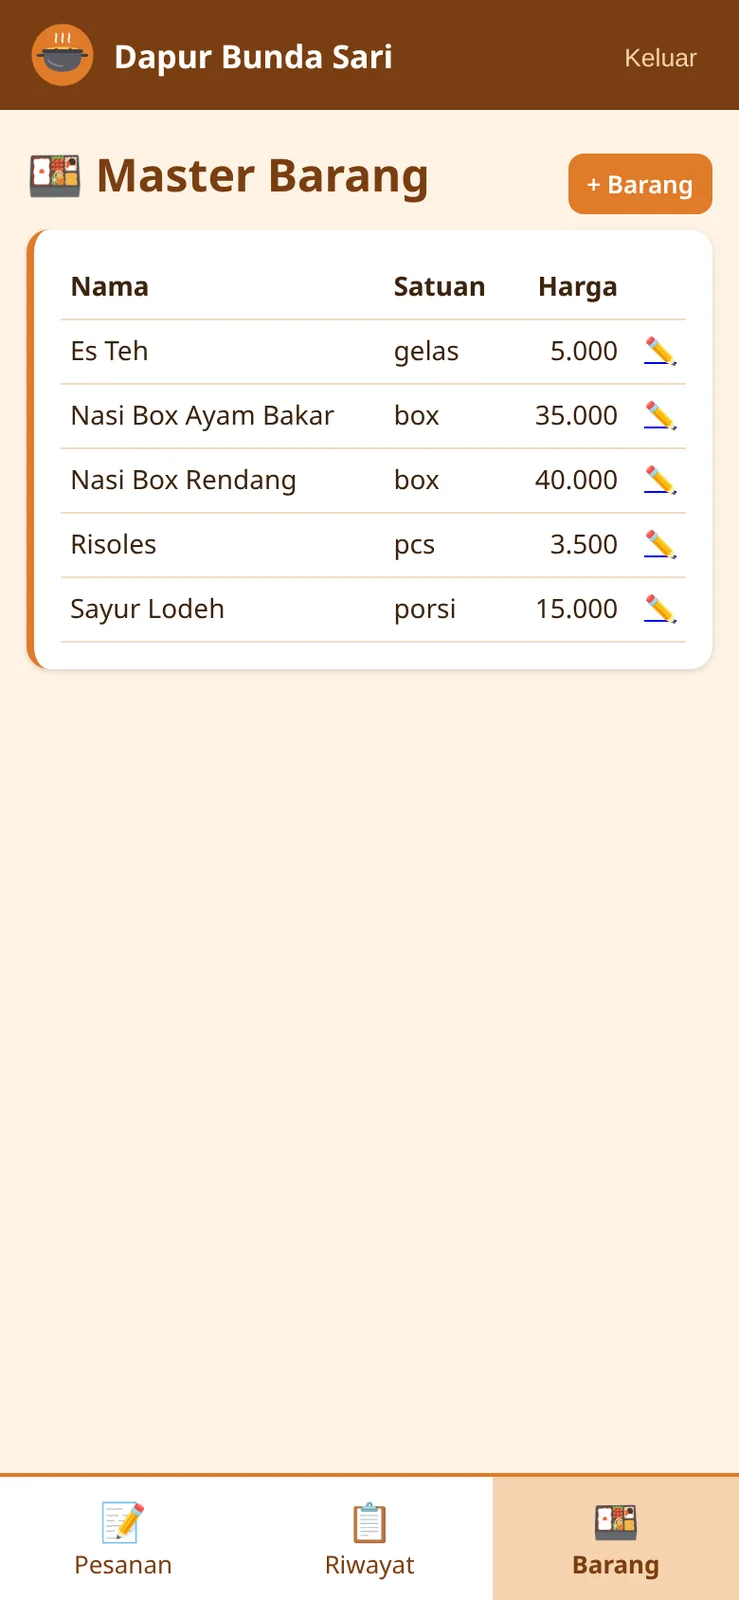 Dapur Bunda Sari
Keluar
Master Barang
+ Barang
Nama Satuan Harga
Es Teh gelas 5.000
Nasi Box Ayam Bakar box 35.000
Nasi Box Rendang box 40.000
Risoles pcs 3.500
Sayur Lodeh porsi 15.000
Pesanan Riwayat Barang